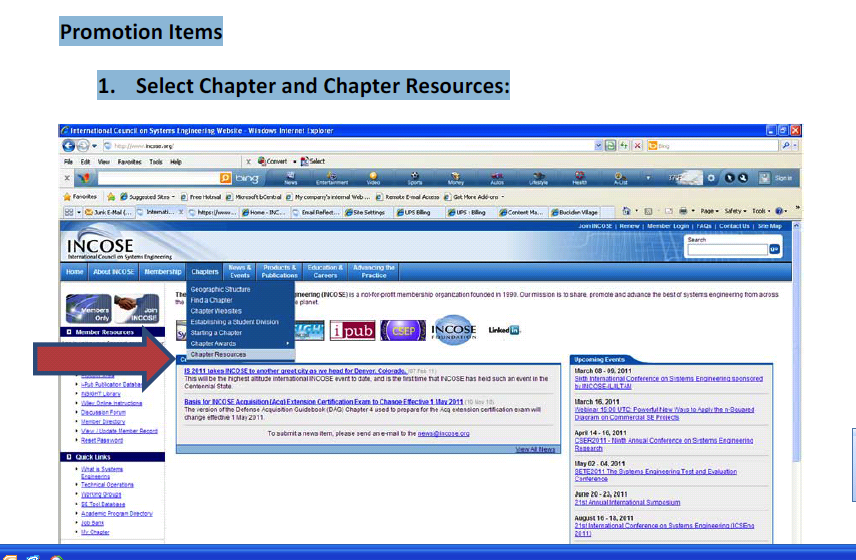 Promotion Items
1. Select Chapter and Chapter Resources:
International Council on Systems Engineering Website - Windows Internet Explorer
http://www.incose.org/
Bing
File Edit View Favorites Tools Help
x Convert Select
x bing News Entertainment Video Sports Money Autos Lifestyle Health Sign in
Favorites Suggested Sites Free Hotmail Microsoft bCentral My company's internal Web ... Remote E-mail Access Get More Add-ons
Junk E-Mail (... Internati... X https://www... Home - INC... Email Reflect... Site Settings UPS Billing UPS : Billing Content Ma... Buckden Village Page Safety Tools
Join INCOSE | Renew | Member Login | FAQs | Contact Us | Site Map
INCOSE
International Council on Systems Engineering
Search
go
Home About INCOSE Membership Chapters News & Events Products & Publications Education & Careers Advancing the Practice
Geographic Structure
Find a Chapter
Chapter Websites
Establishing a Student Division
Starting a Chapter
Chapter Awards
Chapter Resources
Members Only
Join INCOSE
ngineering (INCOSE) is a not-for-profit membership organization founded in 1990. Our mission is to share, promote and advance the best of systems engineering from across
the planet.
ipub CSEP INCOSE FOUNDATION Linked in
Member Resources
i-Pub Publication Database
INSIGHT Library
Wiley Online Instructions
Discussion Forum
Member Directory
View / Update Member Record
Reset Password
Quick Links
What is Systems Engineering
Technical Operations
Working Groups
SE Tool Database
Academic Program Directory
Job Bank
My Chapter
IS 2011 takes INCOSE to another great city as we head for Denver, Colorado. (07 Feb 11)
This will be the highest altitude international INCOSE event to date, and is the first time that INCOSE has held such an event in the
Centennial State.
Basis for INCOSE Acquisition (Acq) Extension Certification Exam to Change Effective 1 May 2011 (10 Nov 10)
The version of the Defense Acquisition Guidebook (DAG) Chapter 4 used to prepare for the Acq extension certification exam will
change effective 1 May 2011.
To submit a news item, please send an e-mail to the news@incose.org
View All News
Upcoming Events
March 08 - 09, 2011
Sixth International Conference on Systems Engineering sponsored
by INCOSE-IL/ILTAM
March 16, 2011
Webinar 15:00 UTC: Powerful New Ways to Apply the n-Squared
Diagram on Commercial SE Projects
April 14 - 16, 2011
CSER2011 - Ninth Annual Conference on Systems Engineering
Research
May 02 - 04, 2011
SETE2011 The Systems Engineering Test and Evaluation
Conference
June 20 - 23, 2011
21st Annual International Symposium
August 16 - 18, 2011
21st International Conference on Systems Engineering (ICSEng
2011)